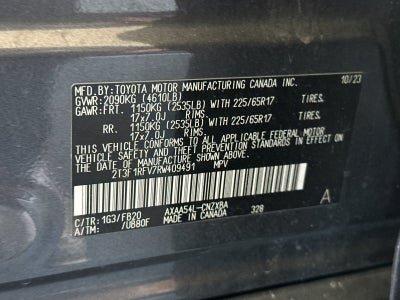 MFD.BY:TOYOTA MOTOR MANUFACTURING CANADA INC. 10/23
GVWR:2090KG (4610LB)
GAWR:FRT. 1150KG (2535LB) WITH 225/65R17 TIRES.
17x7.0J RIMS.
RR. 1150KG (2535LB) WITH 225/65R17 TIRES.
17x7.0J RIMS.
THIS VEHICLE CONFORMS TO ALL APPLICABLE FEDERAL MOTOR
VEHICLE SAFETY AND THEFT PREVENTION STANDARDS IN EFFECT ON
THE DATE OF MANUFACTURE SHOWN ABOVE.
2T3F1RFV7RW409491 MPV
C/TR:1G3/FB20 AXAA54L-CNZXBA 328
A/TM: /UB80F MADE IN CANADA
A